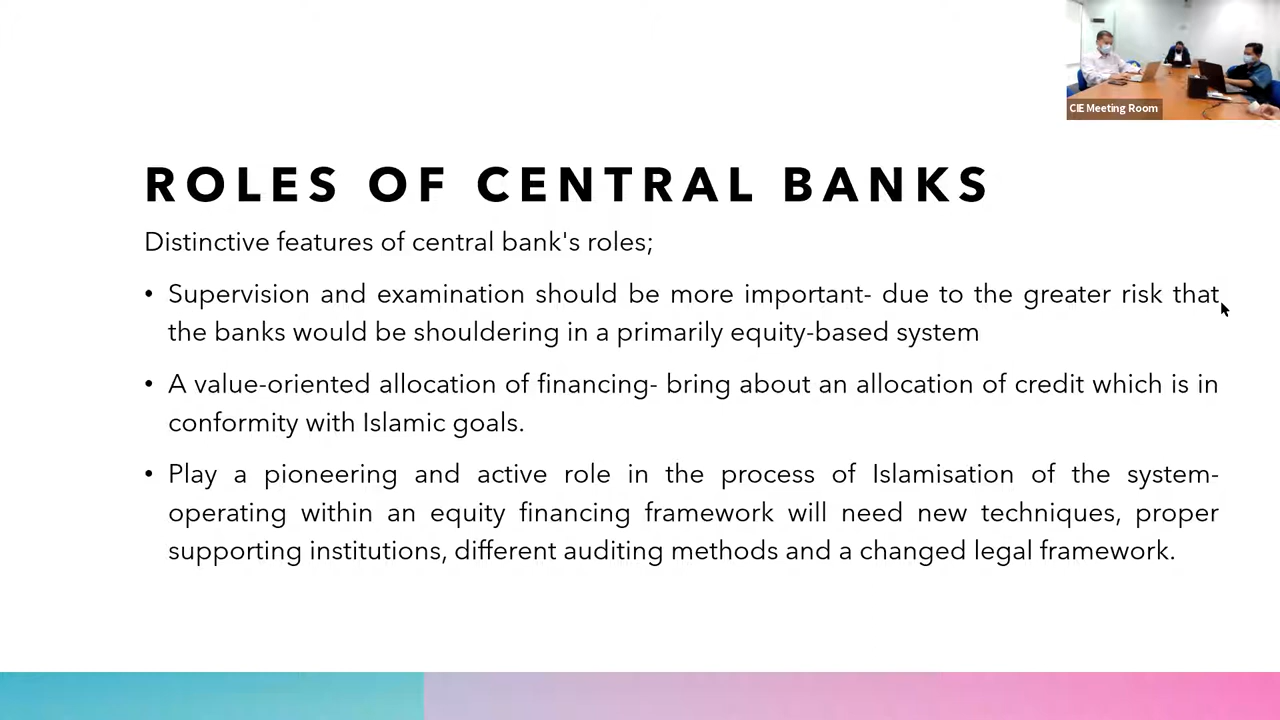 CIE Meeting Room
ROLES OF CENTRAL BANKS
Distinctive features of central bank's roles;
• Supervision and examination should be more important- due to the greater risk that
the banks would be shouldering in a primarily equity-based system
• A value-oriented allocation of financing- bring about an allocation of credit which is in
conformity with Islamic goals.
• Play a pioneering and active role in the process of Islamisation of the system-
operating within an equity financing framework will need new techniques, proper
supporting institutions, different auditing methods and a changed legal framework.